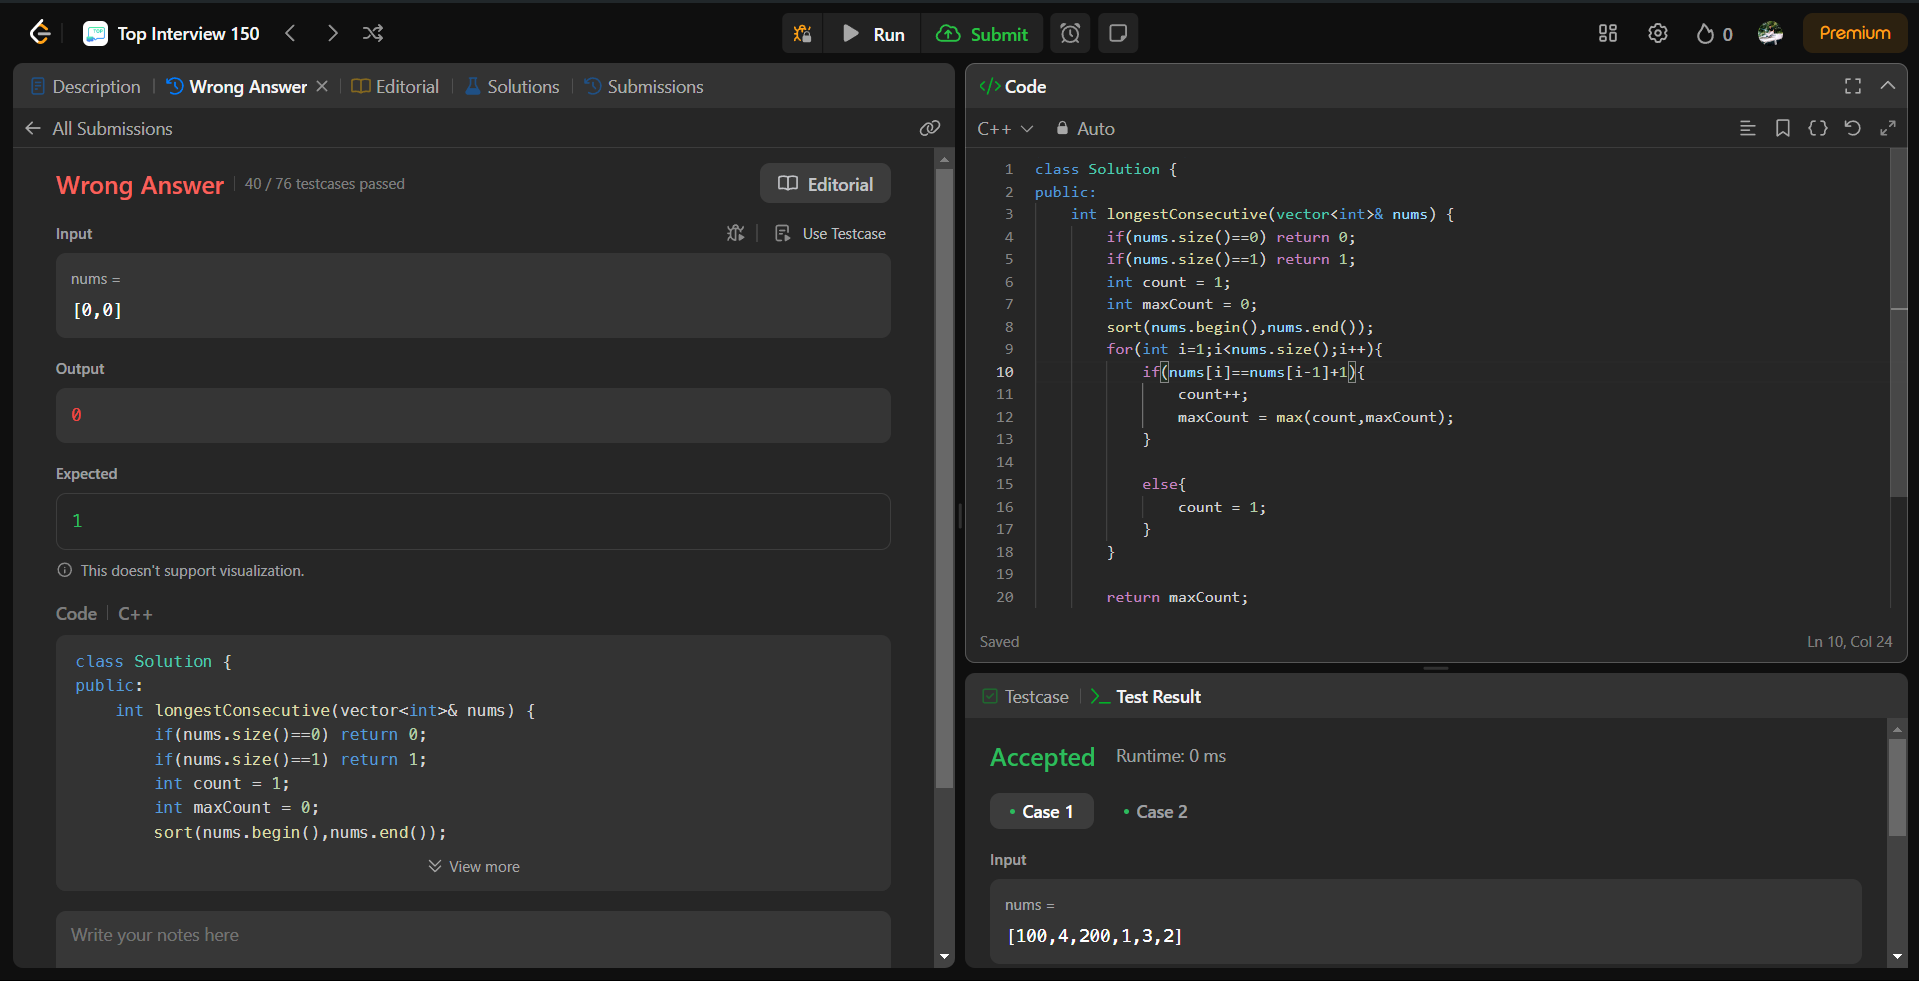 Top Interview 150
Run
Submit
0
Premium
Description
Wrong Answer
Editorial
Solutions
Submissions
All Submissions
Wrong Answer
40 / 76 testcases passed
Editorial
Input
Use Testcase
nums =
[0,0]
Output
0
Expected
1
This doesn't support visualization.
Code
C++
class Solution {
public:
    int longestConsecutive(vector<int>& nums) {
        if(nums.size()==0) return 0;
        if(nums.size()==1) return 1;
        int count = 1;
        int maxCount = 0;
        sort(nums.begin(),nums.end());
View more
Write your notes here
</> Code
C++
Auto
1 class Solution {
2 public:
3     int longestConsecutive(vector<int>& nums) {
4         if(nums.size()==0) return 0;
5         if(nums.size()==1) return 1;
6         int count = 1;
7         int maxCount = 0;
8         sort(nums.begin(),nums.end());
9         for(int i=1;i<nums.size();i++){
10             if(nums[i]==nums[i-1]+1){
11                 count++;
12                 maxCount = max(count,maxCount);
13             }
14
15             else{
16                 count = 1;
17             }
18         }
19
20         return maxCount;
Saved
Ln 10, Col 24
Testcase
Test Result
Accepted
Runtime: 0 ms
Case 1
Case 2
Input
nums =
[100,4,200,1,3,2]